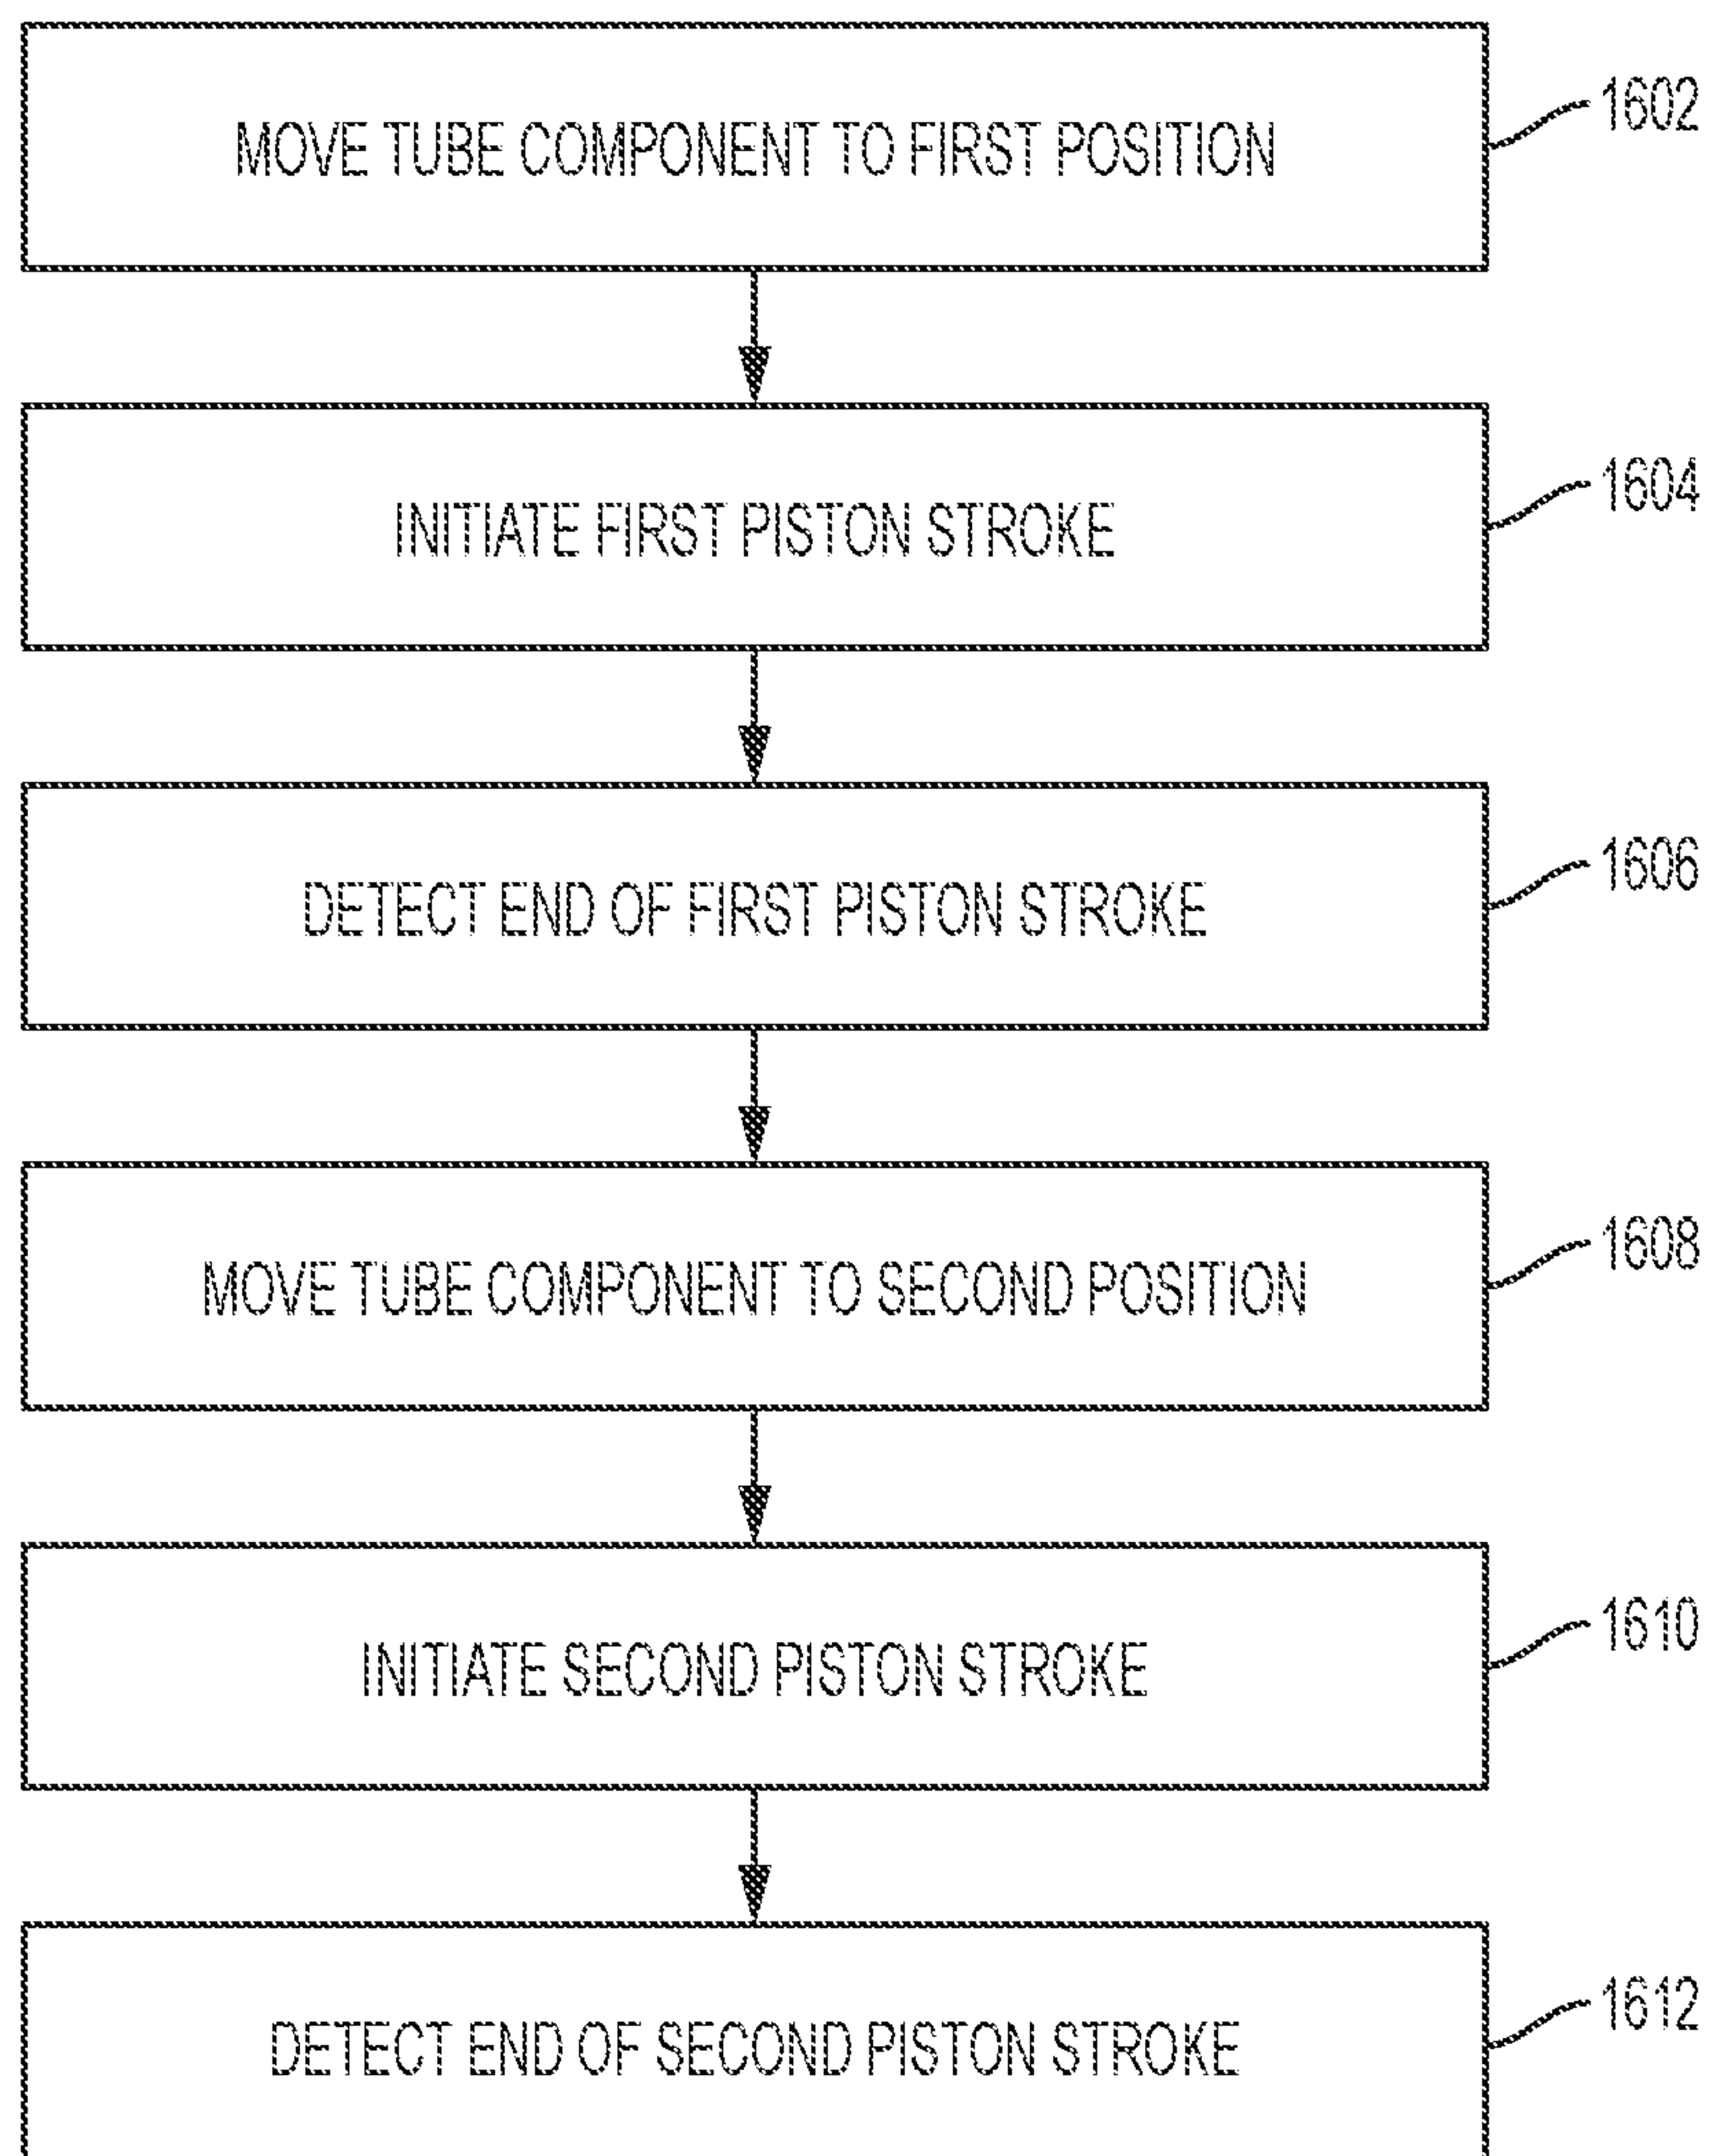 MOVE TUBE COMPONENT TO FIRST POSITION
1602
INITIATE FIRST PISTON STROKE
1604
DETECT END OF FIRST PISTON STROKE
1606
MOVE TUBE COMPONENT TO SECOND POSITION
1608
INITIATE SECOND PISTON STROKE
1610
DETECT END OF SECOND PISTON STROKE
1612